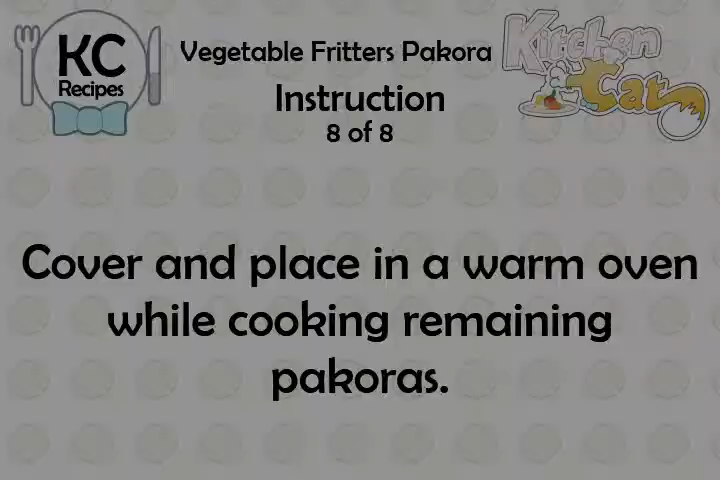 KC
Recipes
Vegetable Fritters Pakora
Instruction
8 of 8
Kitchen
Cat
Cover and place in a warm oven
while cooking remaining
pakoras.